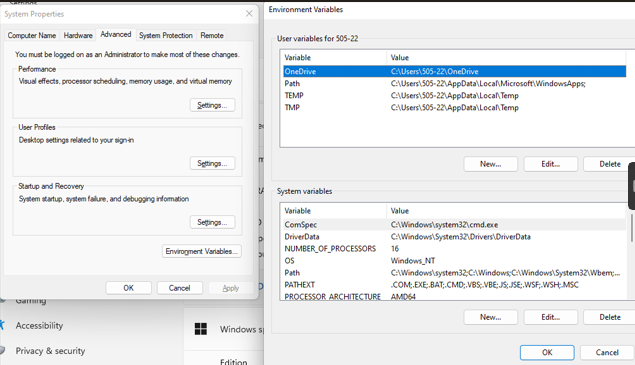 Settings
System Properties
Computer Name Hardware Advanced System Protection Remote
You must be logged on as an Administrator to make most of these changes.
Performance
Visual effects, processor scheduling, memory usage, and virtual memory
Settings...
User Profiles
Desktop settings related to your sign-in
Settings...
Startup and Recovery
System startup, system failure, and debugging information
Settings...
Environment Variables...
OK Cancel Apply
Gaming
Accessibility
Privacy & security
Windows sp
Edition
Environment Variables
User variables for 505-22
Variable Value
OneDrive C:\Users\505-22\OneDrive
Path C:\Users\505-22\AppData\Local\Microsoft\WindowsApps;
TEMP C:\Users\505-22\AppData\Local\Temp
TMP C:\Users\505-22\AppData\Local\Temp
New... Edit... Delete
System variables
Variable Value
ComSpec C:\Windows\system32\cmd.exe
DriverData C:\Windows\System32\Drivers\DriverData
NUMBER_OF_PROCESSORS 16
OS Windows_NT
Path C:\Windows\system32;C:\Windows;C:\Windows\System32\Wbem;...
PATHEXT .COM;.EXE;.BAT;.CMD;.VBS;.VBE;.JS;.JSE;.WSF;.WSH;.MSC
PROCESSOR_ARCHITECTURE AMD64
New... Edit... Delete
OK Cancel